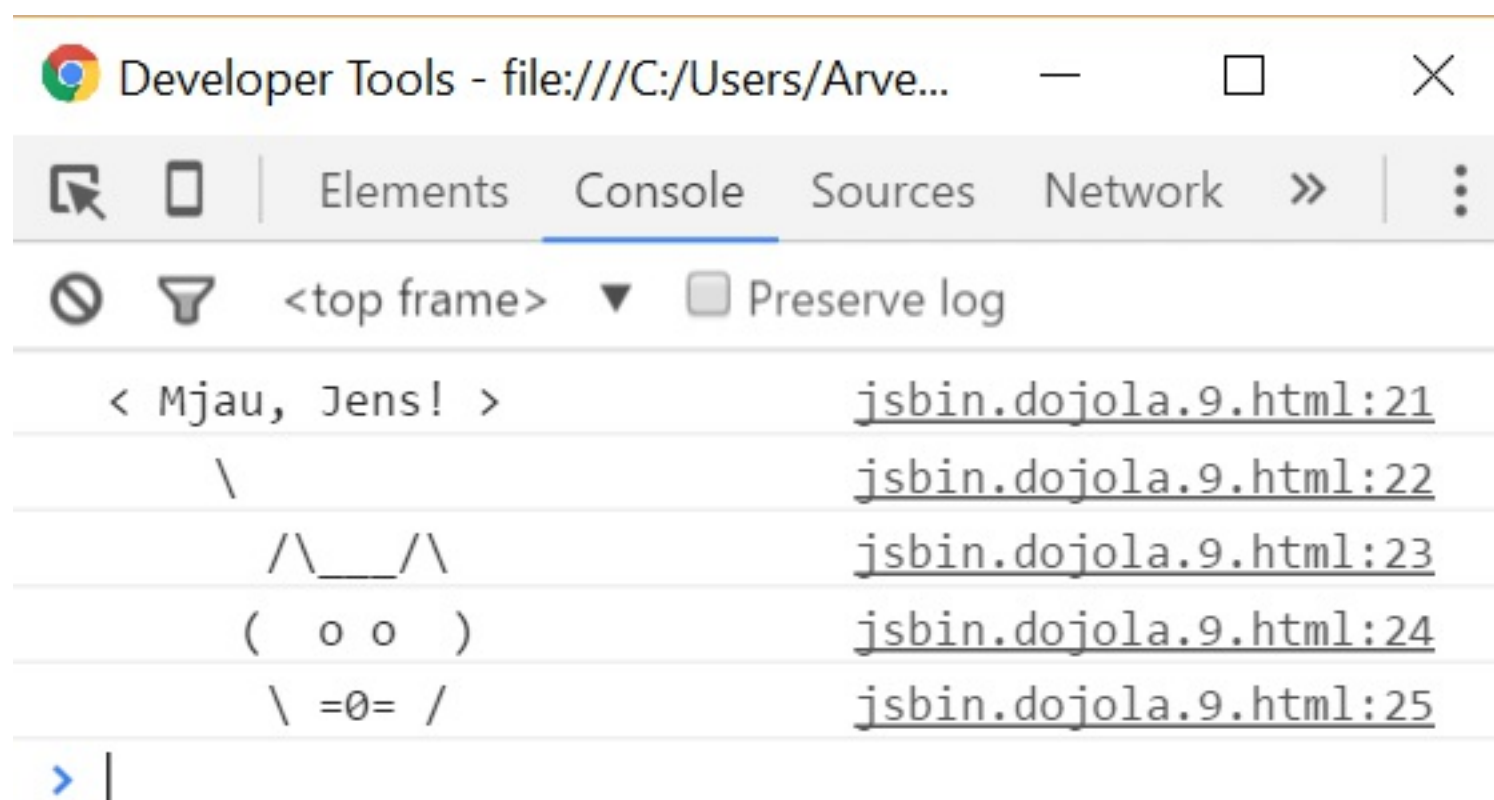 Developer Tools - file:///C:/Users/Arve...
Elements Console Sources Network »
<top frame> ▼ Preserve log
< Mjau, Jens! > jsbin.dojola.9.html:21
\ jsbin.dojola.9.html:22
/\___/\ jsbin.dojola.9.html:23
(  o o  ) jsbin.dojola.9.html:24
\ =0= / jsbin.dojola.9.html:25
>